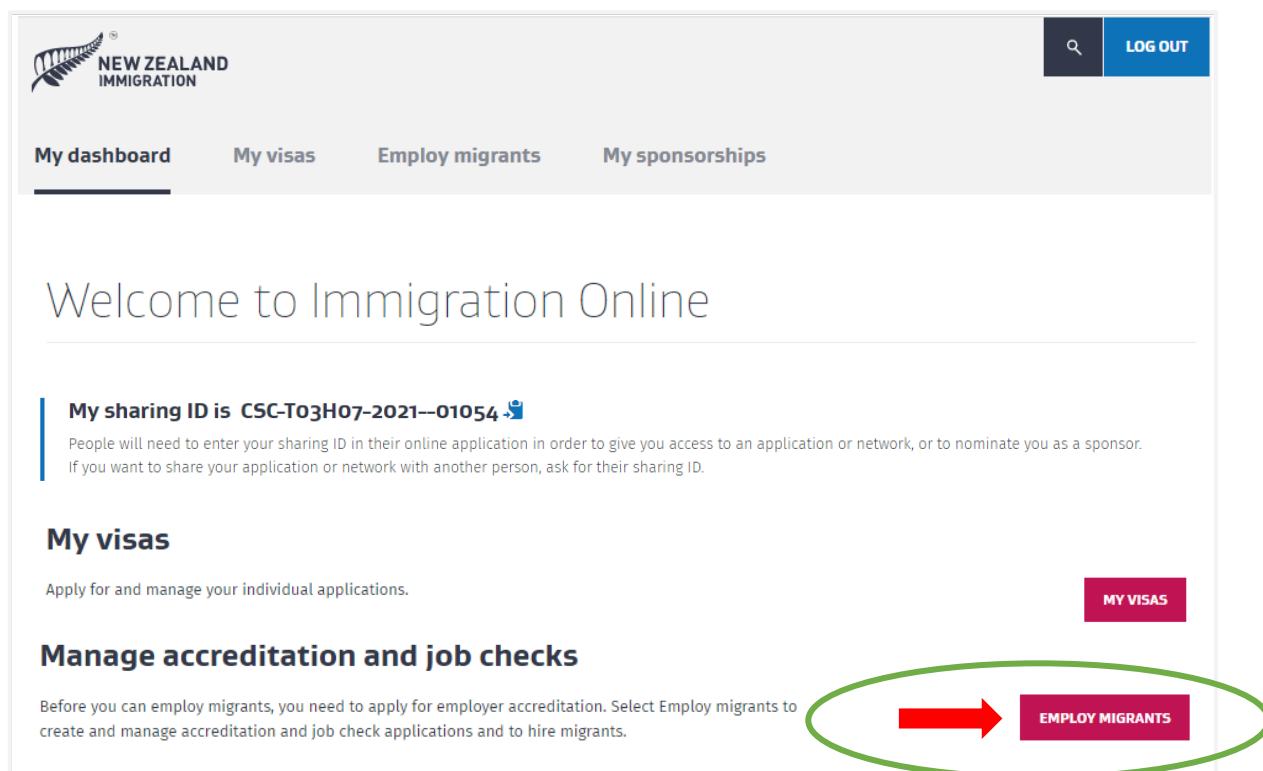 NEW ZEALAND
IMMIGRATION
®
LOG OUT
My dashboard My visas Employ migrants My sponsorships
Welcome to Immigration Online
My sharing ID is CSC-T03H07-2021--01054
People will need to enter your sharing ID in their online application in order to give you access to an application or network, or to nominate you as a sponsor.
If you want to share your application or network with another person, ask for their sharing ID.
My visas
Apply for and manage your individual applications.
MY VISAS
Manage accreditation and job checks
Before you can employ migrants, you need to apply for employer accreditation. Select Employ migrants to
create and manage accreditation and job check applications and to hire migrants.
EMPLOY MIGRANTS